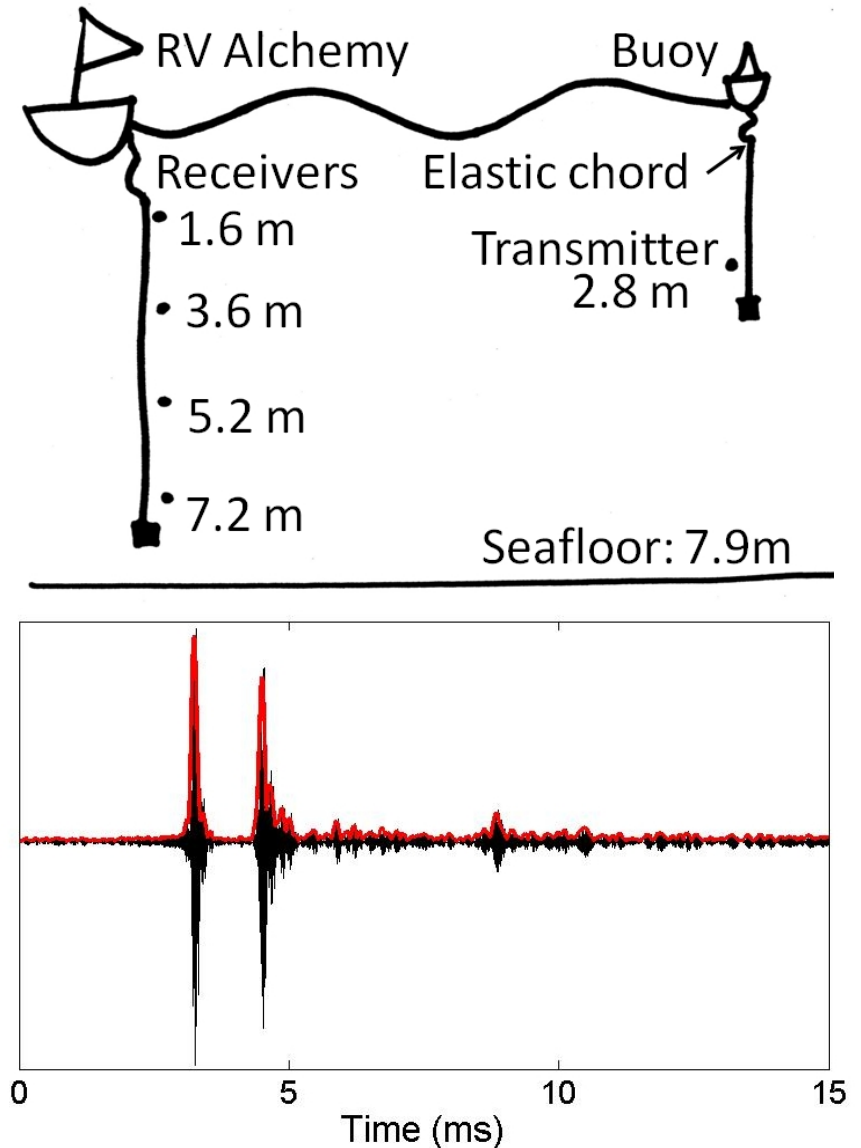 RV Alchemy
Buoy
Receivers
Elastic chord
1.6 m
Transmitter
2.8 m
3.6 m
5.2 m
7.2 m
Seafloor: 7.9m
0
5
10
15
Time (ms)